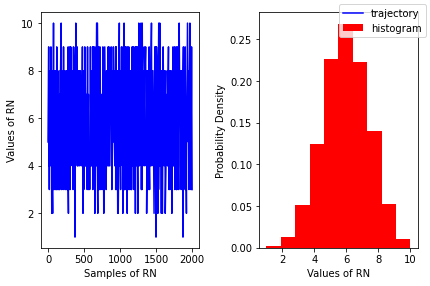 trajectory
histogram
10
8
6
4
2
Values of RN
0 500 1000 1500 2000
Samples of RN
0.25
0.20
0.15
0.10
0.05
0.00
Probability Density
2 4 6 8 10
Values of RN